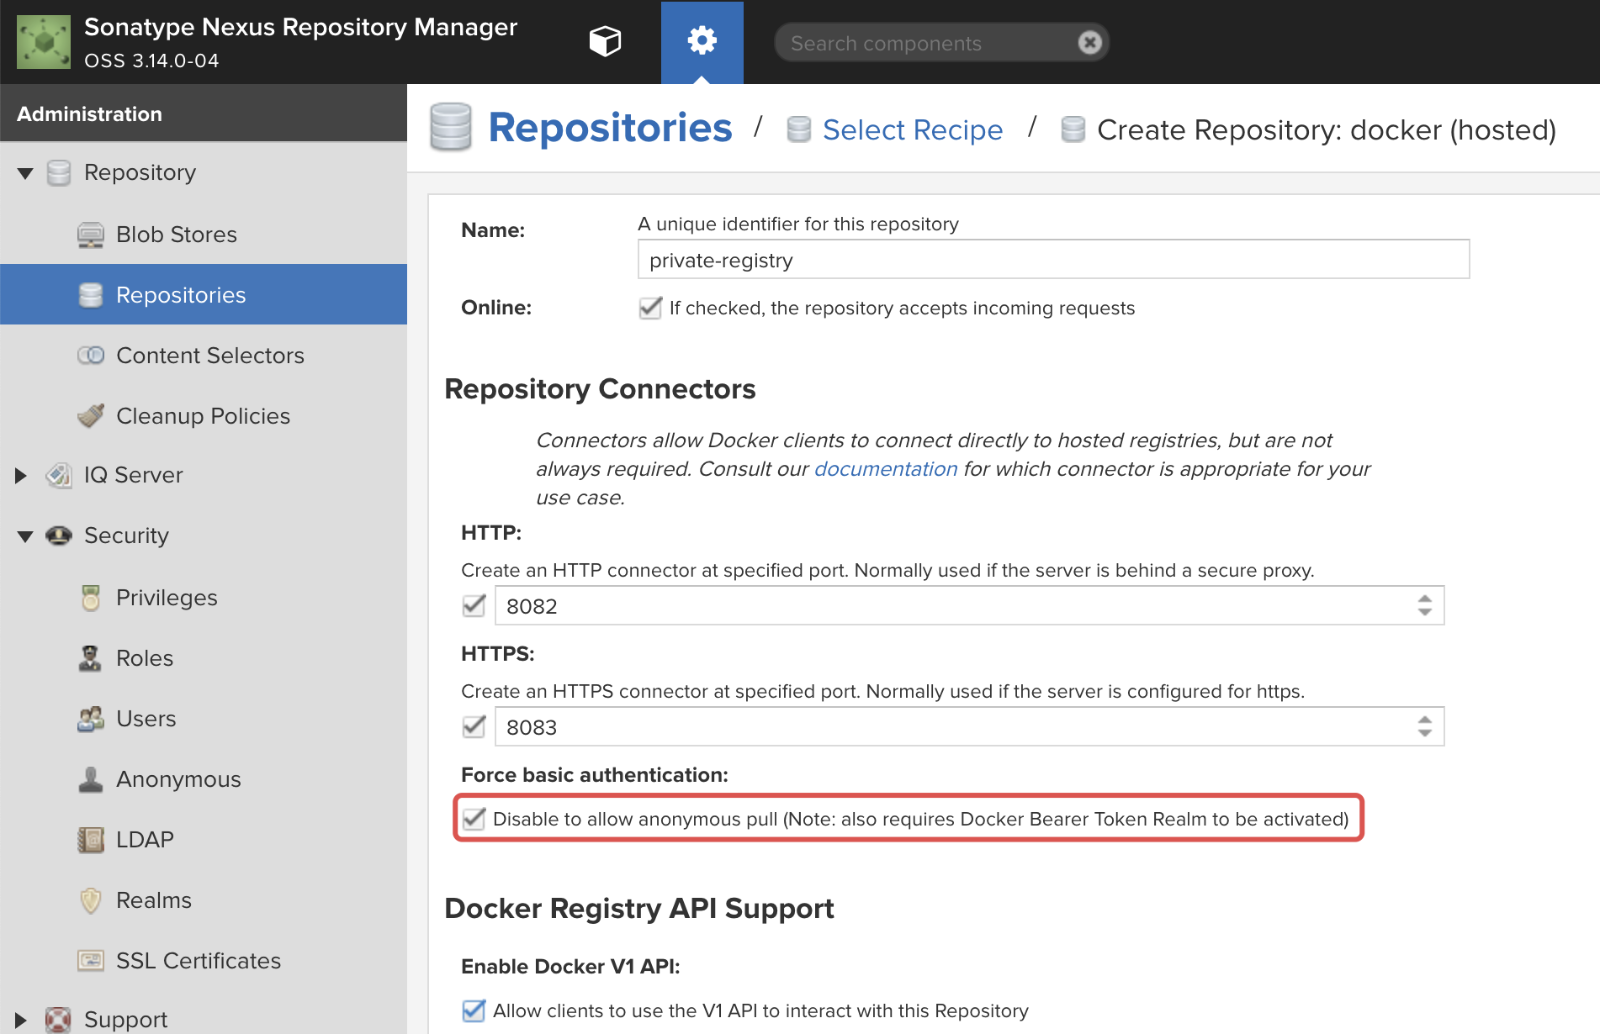 Sonatype Nexus Repository Manager
OSS 3.14.0-04
Search components
Administration
Repository
Blob Stores
Repositories
Content Selectors
Cleanup Policies
IQ Server
Security
Privileges
Roles
Users
Anonymous
LDAP
Realms
SSL Certificates
Support
Repositories / Select Recipe / Create Repository: docker (hosted)
Name:
A unique identifier for this repository
private-registry
Online:
If checked, the repository accepts incoming requests
Repository Connectors
Connectors allow Docker clients to connect directly to hosted registries, but are not
always required. Consult our documentation for which connector is appropriate for your
use case.
HTTP:
Create an HTTP connector at specified port. Normally used if the server is behind a secure proxy.
8082
HTTPS:
Create an HTTPS connector at specified port. Normally used if the server is configured for https.
8083
Force basic authentication:
Disable to allow anonymous pull (Note: also requires Docker Bearer Token Realm to be activated)
Docker Registry API Support
Enable Docker V1 API:
Allow clients to use the V1 API to interact with this Repository